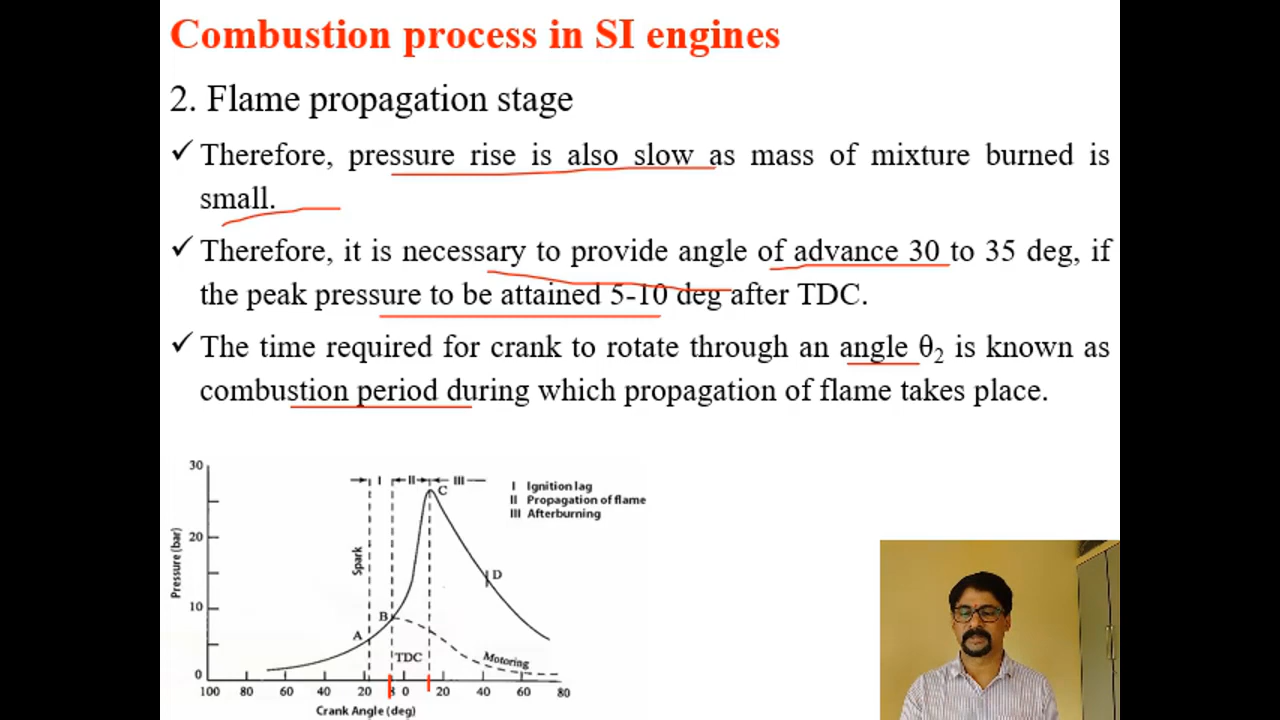 Combustion process in SI engines
2. Flame propagation stage
✓ Therefore, pressure rise is also slow as mass of mixture burned is
small.
✓ Therefore, it is necessary to provide angle of advance 30 to 35 deg, if
the peak pressure to be attained 5-10 deg after TDC.
✓ The time required for crank to rotate through an angle θ₂ is known as
combustion period during which propagation of flame takes place.
30
I II III
C
I Ignition lag
II Propagation of flame
III Afterburning
20
Pressure (bar)
Spark
D
10
B
A
TDC
Motoring
0
100 80 60 40 20 0 20 40 60 80
Crank Angle (deg)